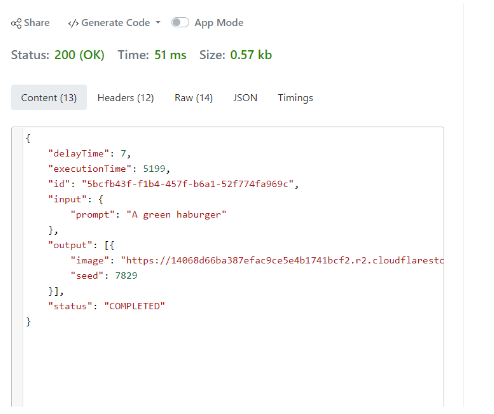 Share </> Generate Code App Mode
Status: 200 (OK) Time: 51 ms Size: 0.57 kb
Content (13) Headers (12) Raw (14) JSON Timings
{
"delayTime": 7,
"executionTime": 5199,
"id": "5bcfb43f-f1b4-457f-b6a1-52f774fa969c",
"input": {
"prompt": "A green haburger"
},
"output": [{
"image": "https://14068d66ba387efac9ce5e4b1741bcf2.r2.cloudflaresto
"seed": 7829
}],
"status": "COMPLETED"
}